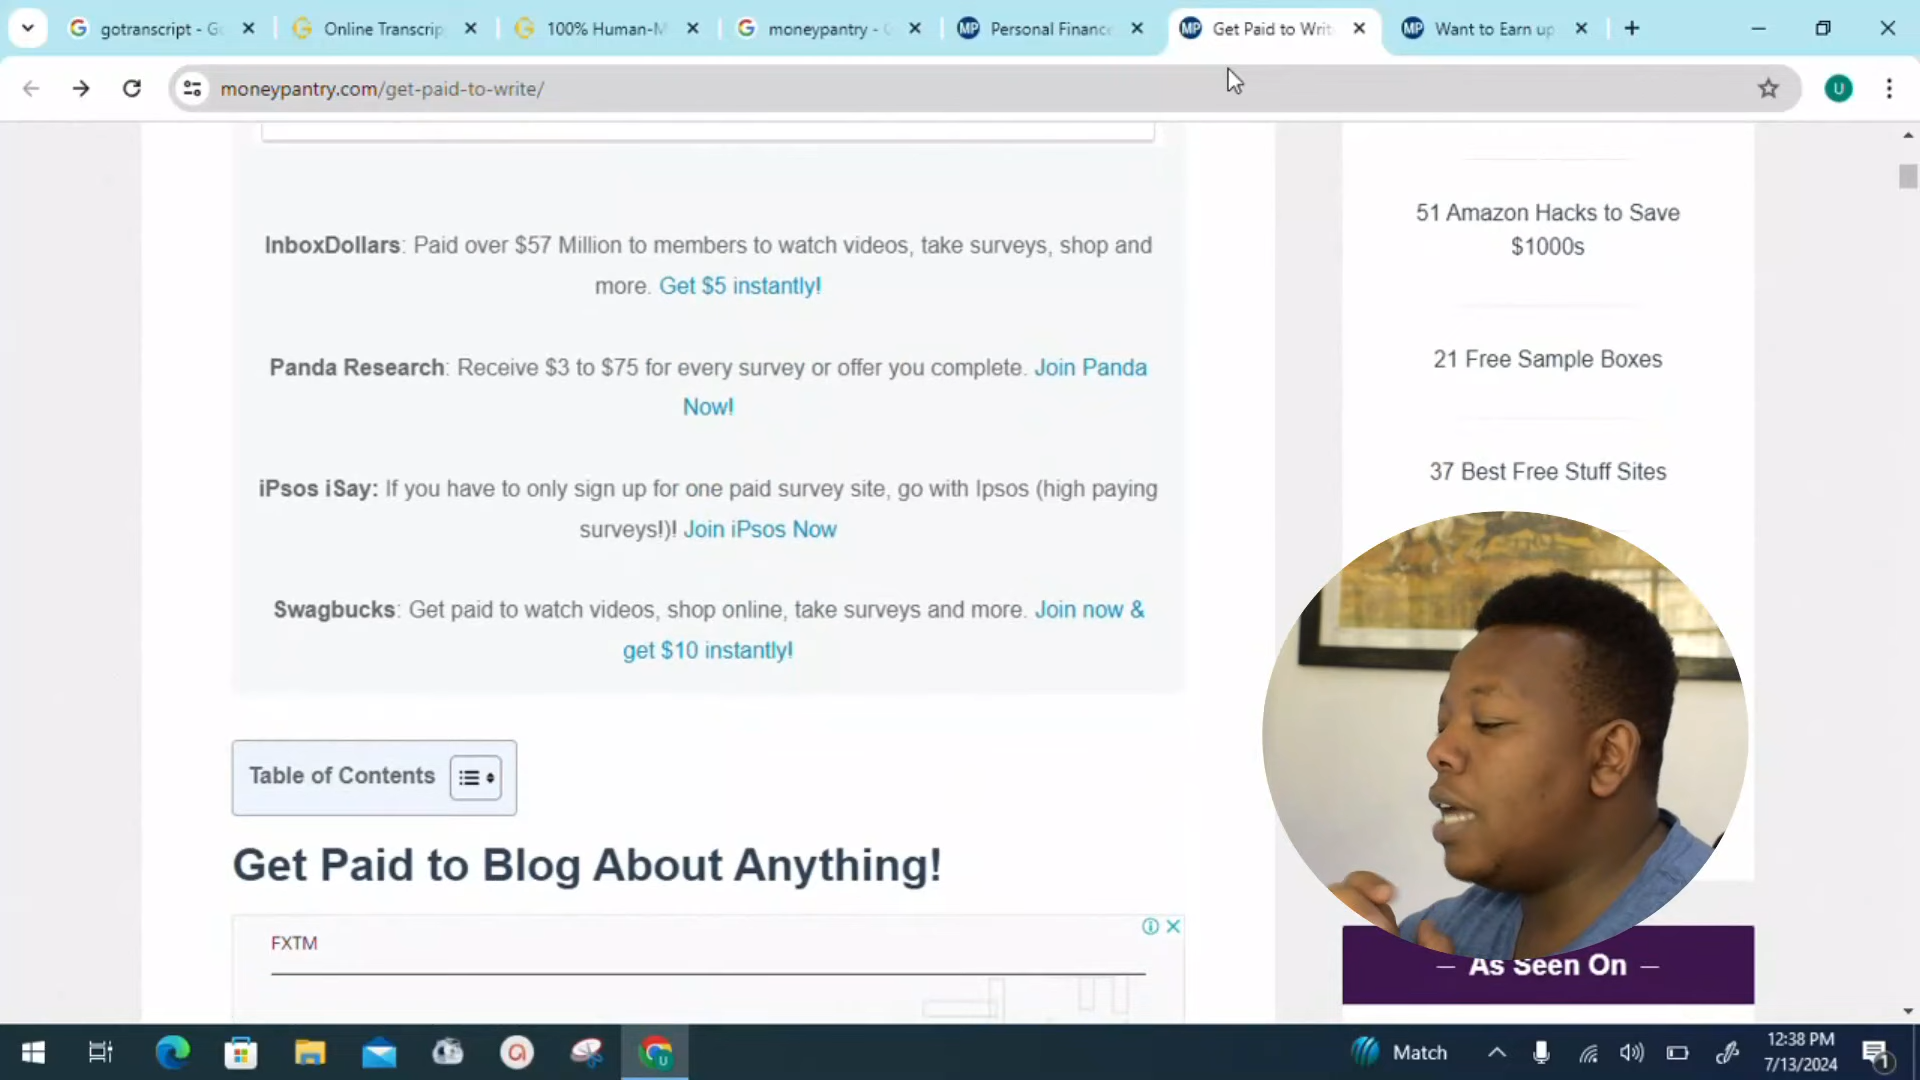 gotranscript - G
Online Transcrip
100% Human-M
moneypantry -
Personal Finance
Get Paid to Writ
Want to Earn up
moneypantry.com/get-paid-to-write/
U
InboxDollars: Paid over $57 Million to members to watch videos, take surveys, shop and
more. Get $5 instantly!
Panda Research: Receive $3 to $75 for every survey or offer you complete. Join Panda
Now!
iPsos iSay: If you have to only sign up for one paid survey site, go with Ipsos (high paying
surveys!)! Join iPsos Now
Swagbucks: Get paid to watch videos, shop online, take surveys and more. Join now &
get $10 instantly!
Table of Contents
Get Paid to Blog About Anything!
FXTM
51 Amazon Hacks to Save
$1000s
21 Free Sample Boxes
37 Best Free Stuff Sites
— As Seen On —
Match
12:38 PM
7/13/2024
1